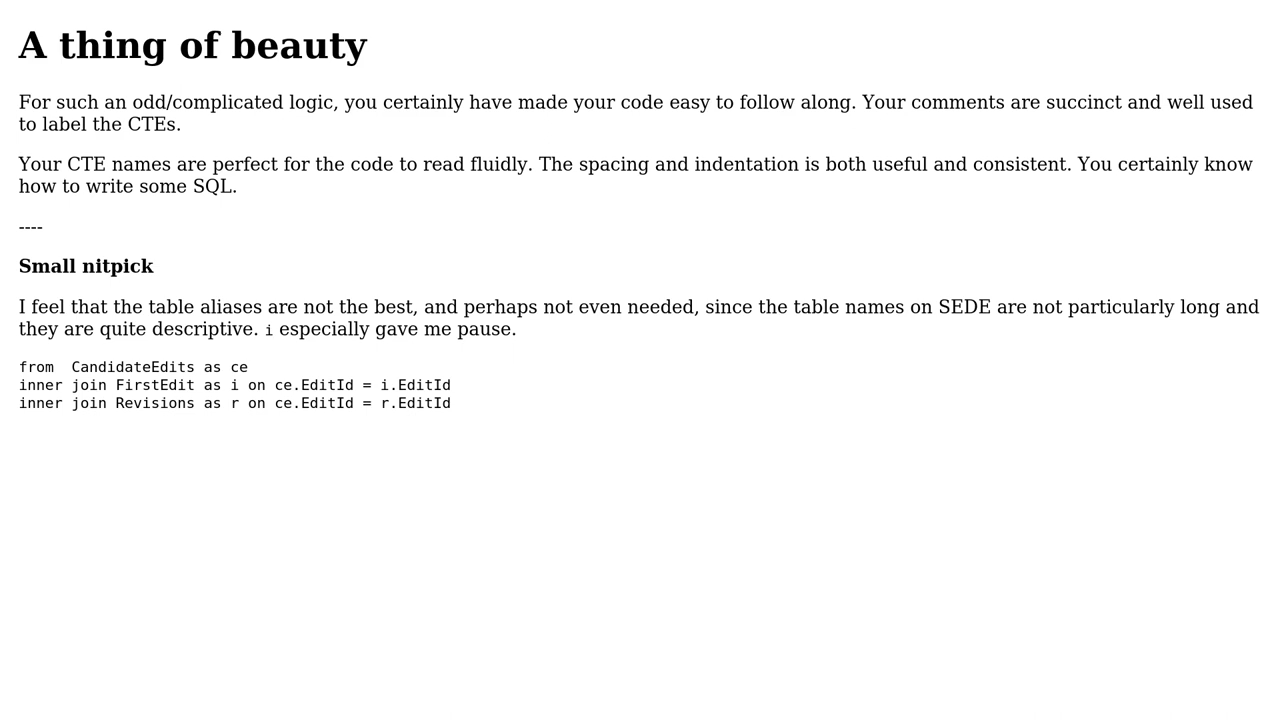 A thing of beauty
For such an odd/complicated logic, you certainly have made your code easy to follow along. Your comments are succinct and well used
to label the CTEs.
Your CTE names are perfect for the code to read fluidly. The spacing and indentation is both useful and consistent. You certainly know
how to write some SQL.
----
Small nitpick
I feel that the table aliases are not the best, and perhaps not even needed, since the table names on SEDE are not particularly long and
they are quite descriptive. i especially gave me pause.
from  CandidateEdits as ce
inner join FirstEdit as i on ce.EditId = i.EditId
inner join Revisions as r on ce.EditId = r.EditId